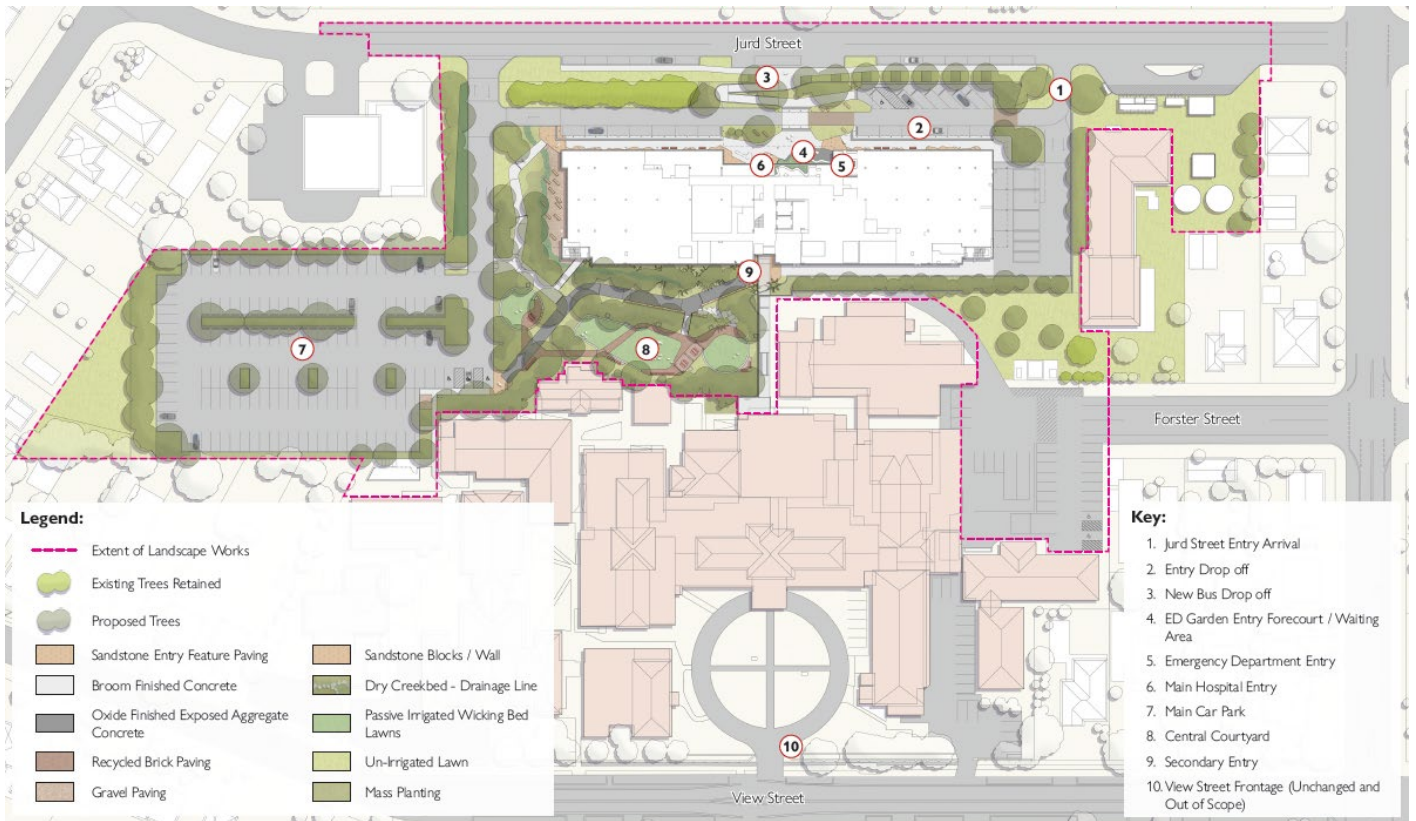 Jurd Street
3
1
2
4
6
5
9
7
8
Forster Street
Legend:
Extent of Landscape Works
Existing Trees Retained
Proposed Trees
Sandstone Entry Feature Paving
Broom Finished Concrete
Oxide Finished Exposed Aggregate
Concrete
Recycled Brick Paving
Gravel Paving
Sandstone Blocks / Wall
Dry Creekbed - Drainage Line
Passive Irrigated Wicking Bed
Lawns
Un-Irrigated Lawn
Mass Planting
Key:
1. Jurd Street Entry Arrival
2. Entry Drop off
3. New Bus Drop off
4. ED Garden Entry Forecourt / Waiting
Area
5. Emergency Department Entry
6. Main Hospital Entry
7. Main Car Park
8. Central Courtyard
9. Secondary Entry
10. View Street Frontage (Unchanged and
Out of Scope)
10
View Street